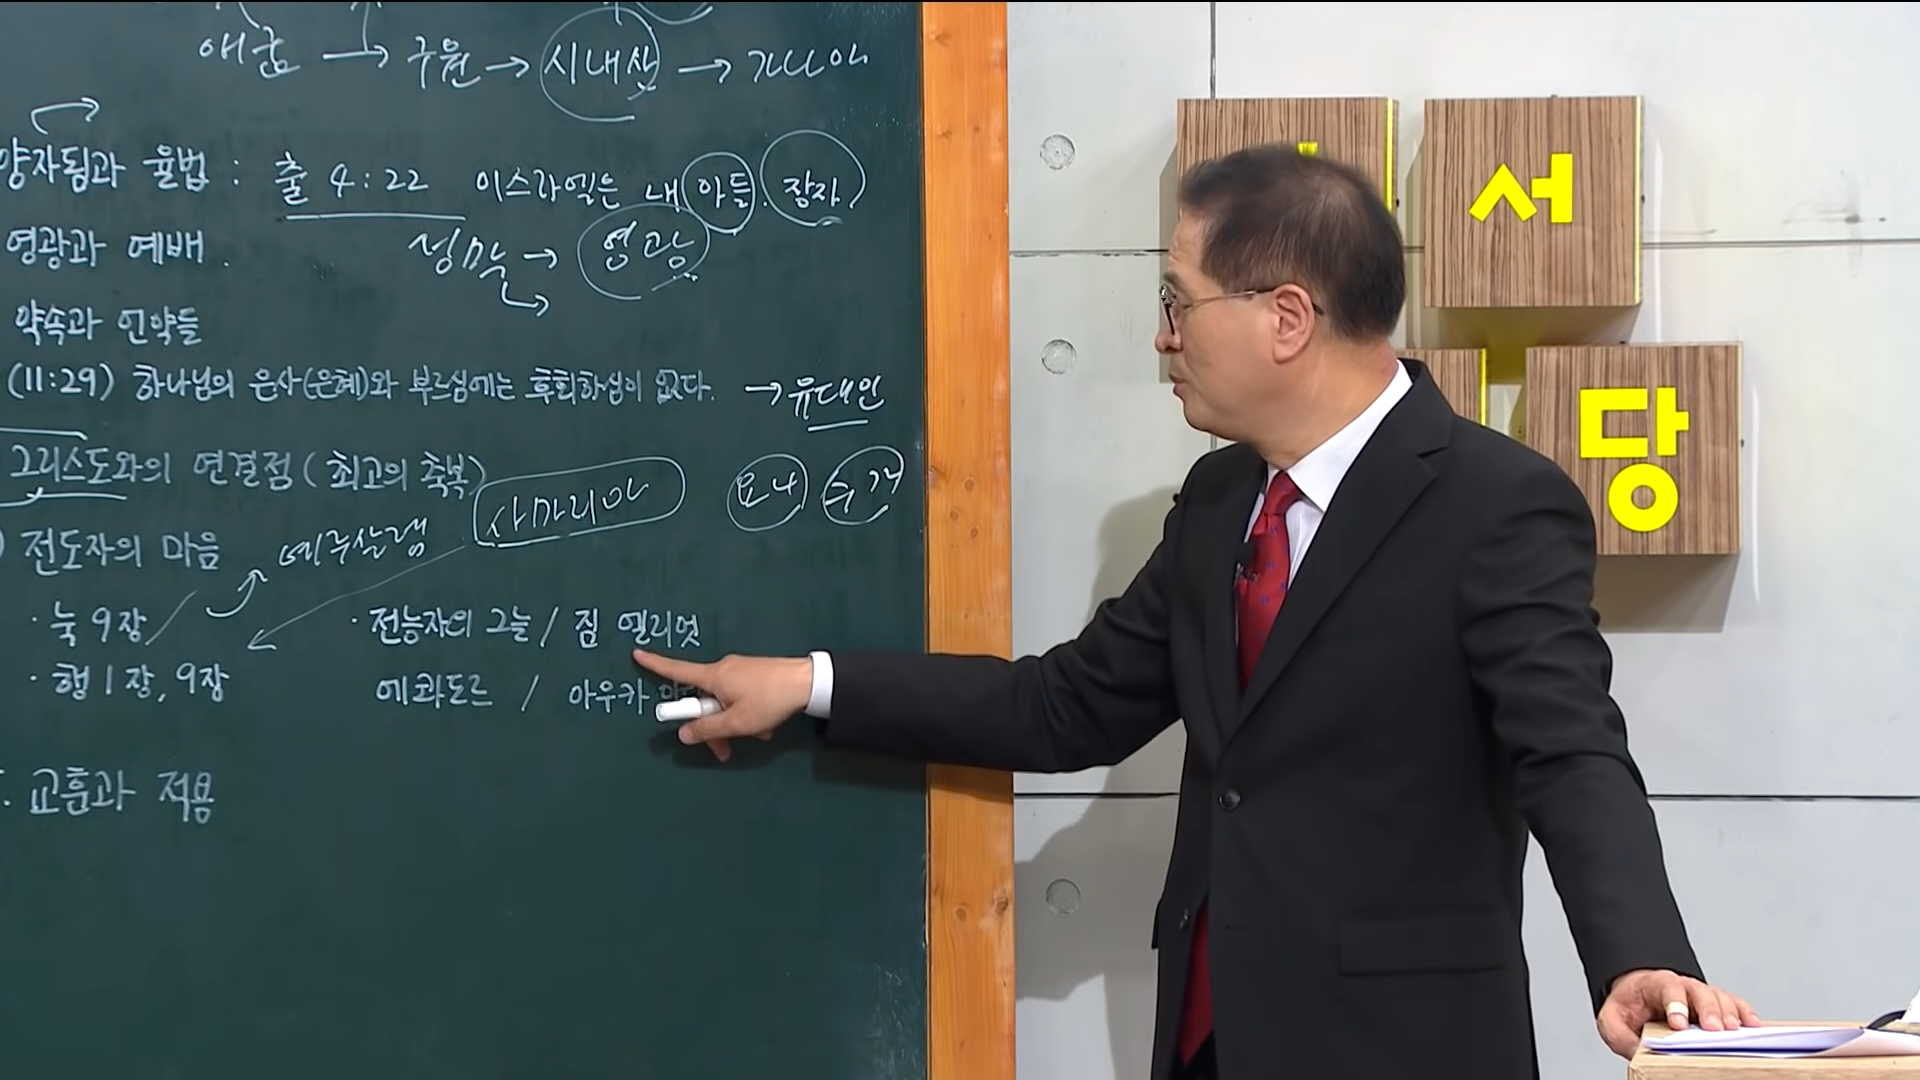 애굽 → 구원 → 시내산 → 가나안
양자됨과 율법 : 출 4:22 이스라엘은 내 아들. 장자
영광과 예배. 성막 → 영광
약속과 언약들
(11:29) 하나님의 은사(은혜)와 부르심에는 후회하심이 없다. → 유대인
그리스도와의 연결점 (최고의 축복)
사마리아 요나 수가
전도자의 마음 예루살렘
· 눅 9장 · 전능자의 그늘 / 짐 엘리엇
· 행 1장, 9장 에콰도르 / 아우카
교훈과 적용
서
당